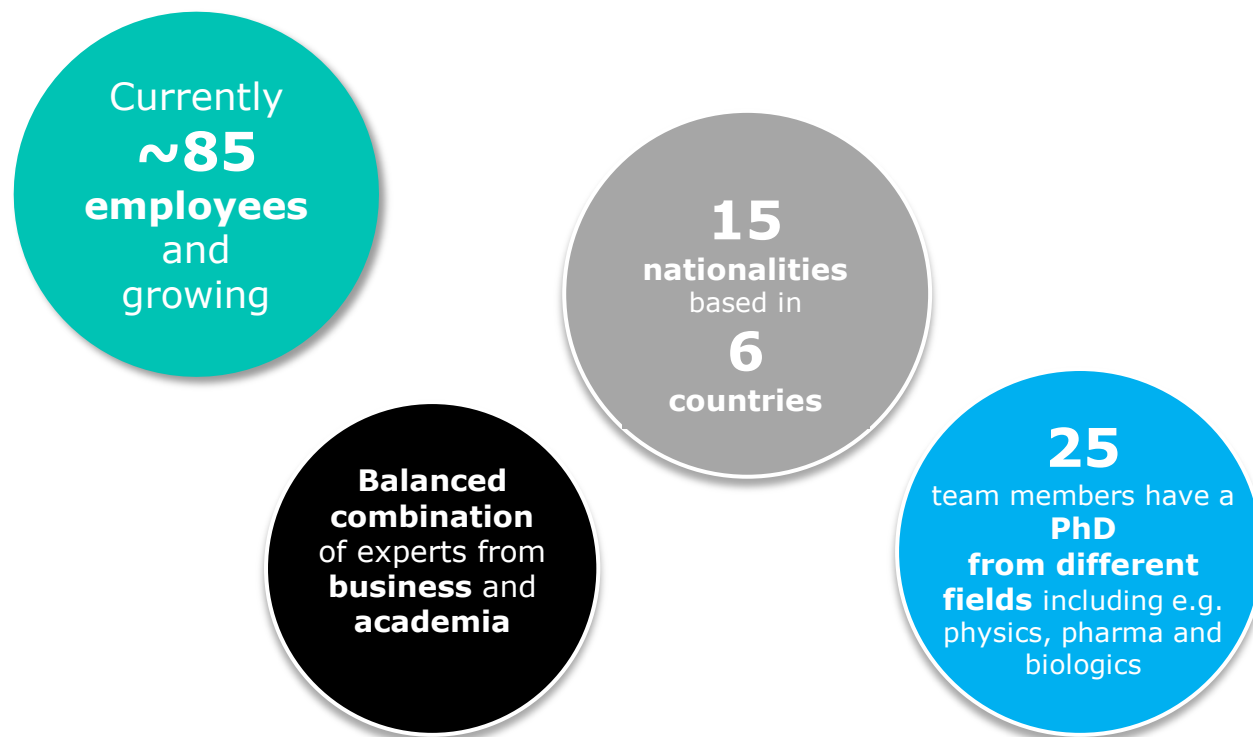 Currently
~85
employees
and
growing
15
nationalities
based in
6
countries
Balanced
combination
of experts from
business and
academia
25
team members have a
PhD
from different
fields including e.g.
physics, pharma and
biologics